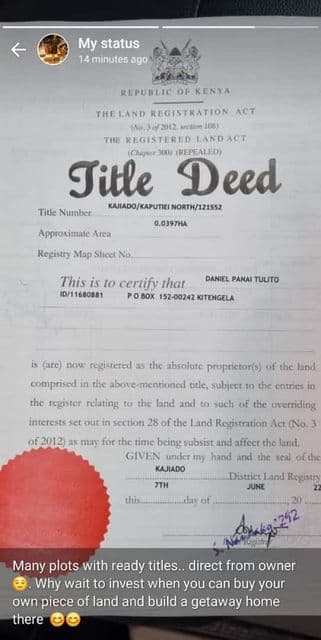 My status
14 minutes ago
REPUBLIC OF KENYA
THE LAND REGISTRATION ACT
(No. 3 of 2012, section 108)
THE REGISTERED LAND ACT
(Chapter 300) (REPEALED)
Title Deed
Title Number KAJIADO/KAPUTIEI NORTH/121552
0.0397HA
Approximate Area
Registry Map Sheet No.
This is to certify that DANIEL PANAI TULITO
ID/11680881 P O BOX 152-00242 KITENGELA
is (are) now registered as the absolute proprietor(s) of the land
comprised in the above-mentioned title, subject to the entries in
the register relating to the land and to such of the overriding
interests set out in section 28 of the Land Registration Act (No. 3
of 2012) as may for the time being subsist and affect the land.
GIVEN under my hand and the seal of the
KAJIADO
District Land Registry
7TH JUNE 22
this day of , 20
Many plots with ready titles.. direct from owner
😌. Why wait to invest when you can buy your
own piece of land and build a getaway home
there 😊😊